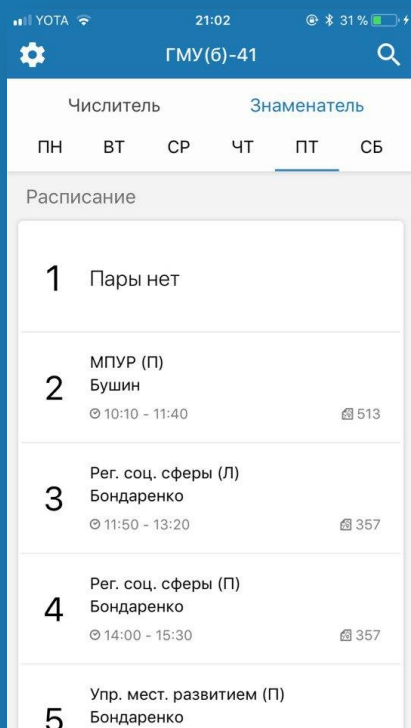 YOTA 21:02 31 %
ГМУ(б)-41
Числитель Знаменатель
ПН ВТ СР ЧТ ПТ СБ
Расписание
1 Пары нет
МПУР (П)
2 Бушин
10:10 - 11:40 513
Рег. соц. сферы (Л)
3 Бондаренко
11:50 - 13:20 357
Рег. соц. сферы (П)
4 Бондаренко
14:00 - 15:30 357
Упр. мест. развитием (П)
5 Бондаренко